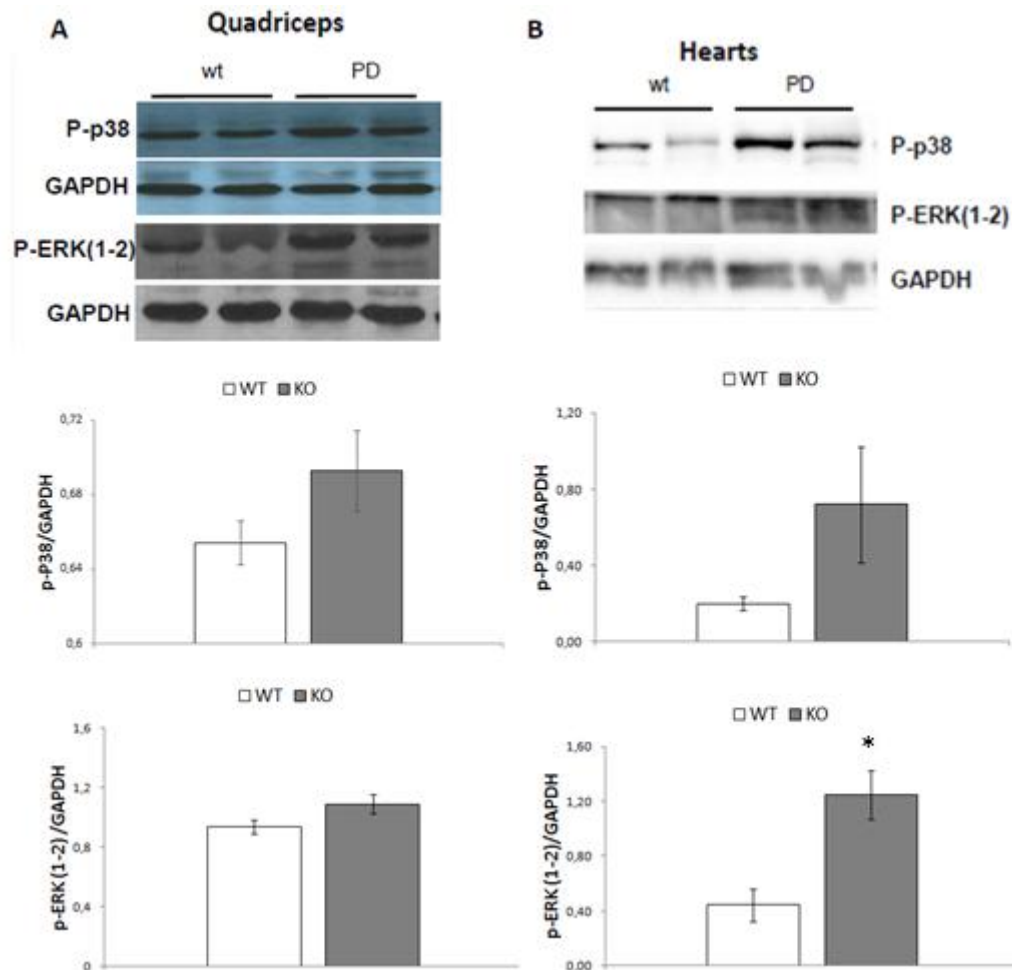 A
Quadriceps
wt PD
P-p38
GAPDH
P-ERK(1-2)
GAPDH
B
Hearts
wt PD
P-p38
P-ERK(1-2)
GAPDH
WT KO
p-P38/GAPDH
0,72
0,68
0,64
0,6
WT KO
p-P38/GAPDH
1,20
0,80
0,40
0,00
WT KO
p-ERK (1-2) /GAPDH
1,6
1,2
0,8
0,4
0
WT KO
p-ERK (1-2)/GAPDH
1,60
1,20
0,80
0,40
0,00
*